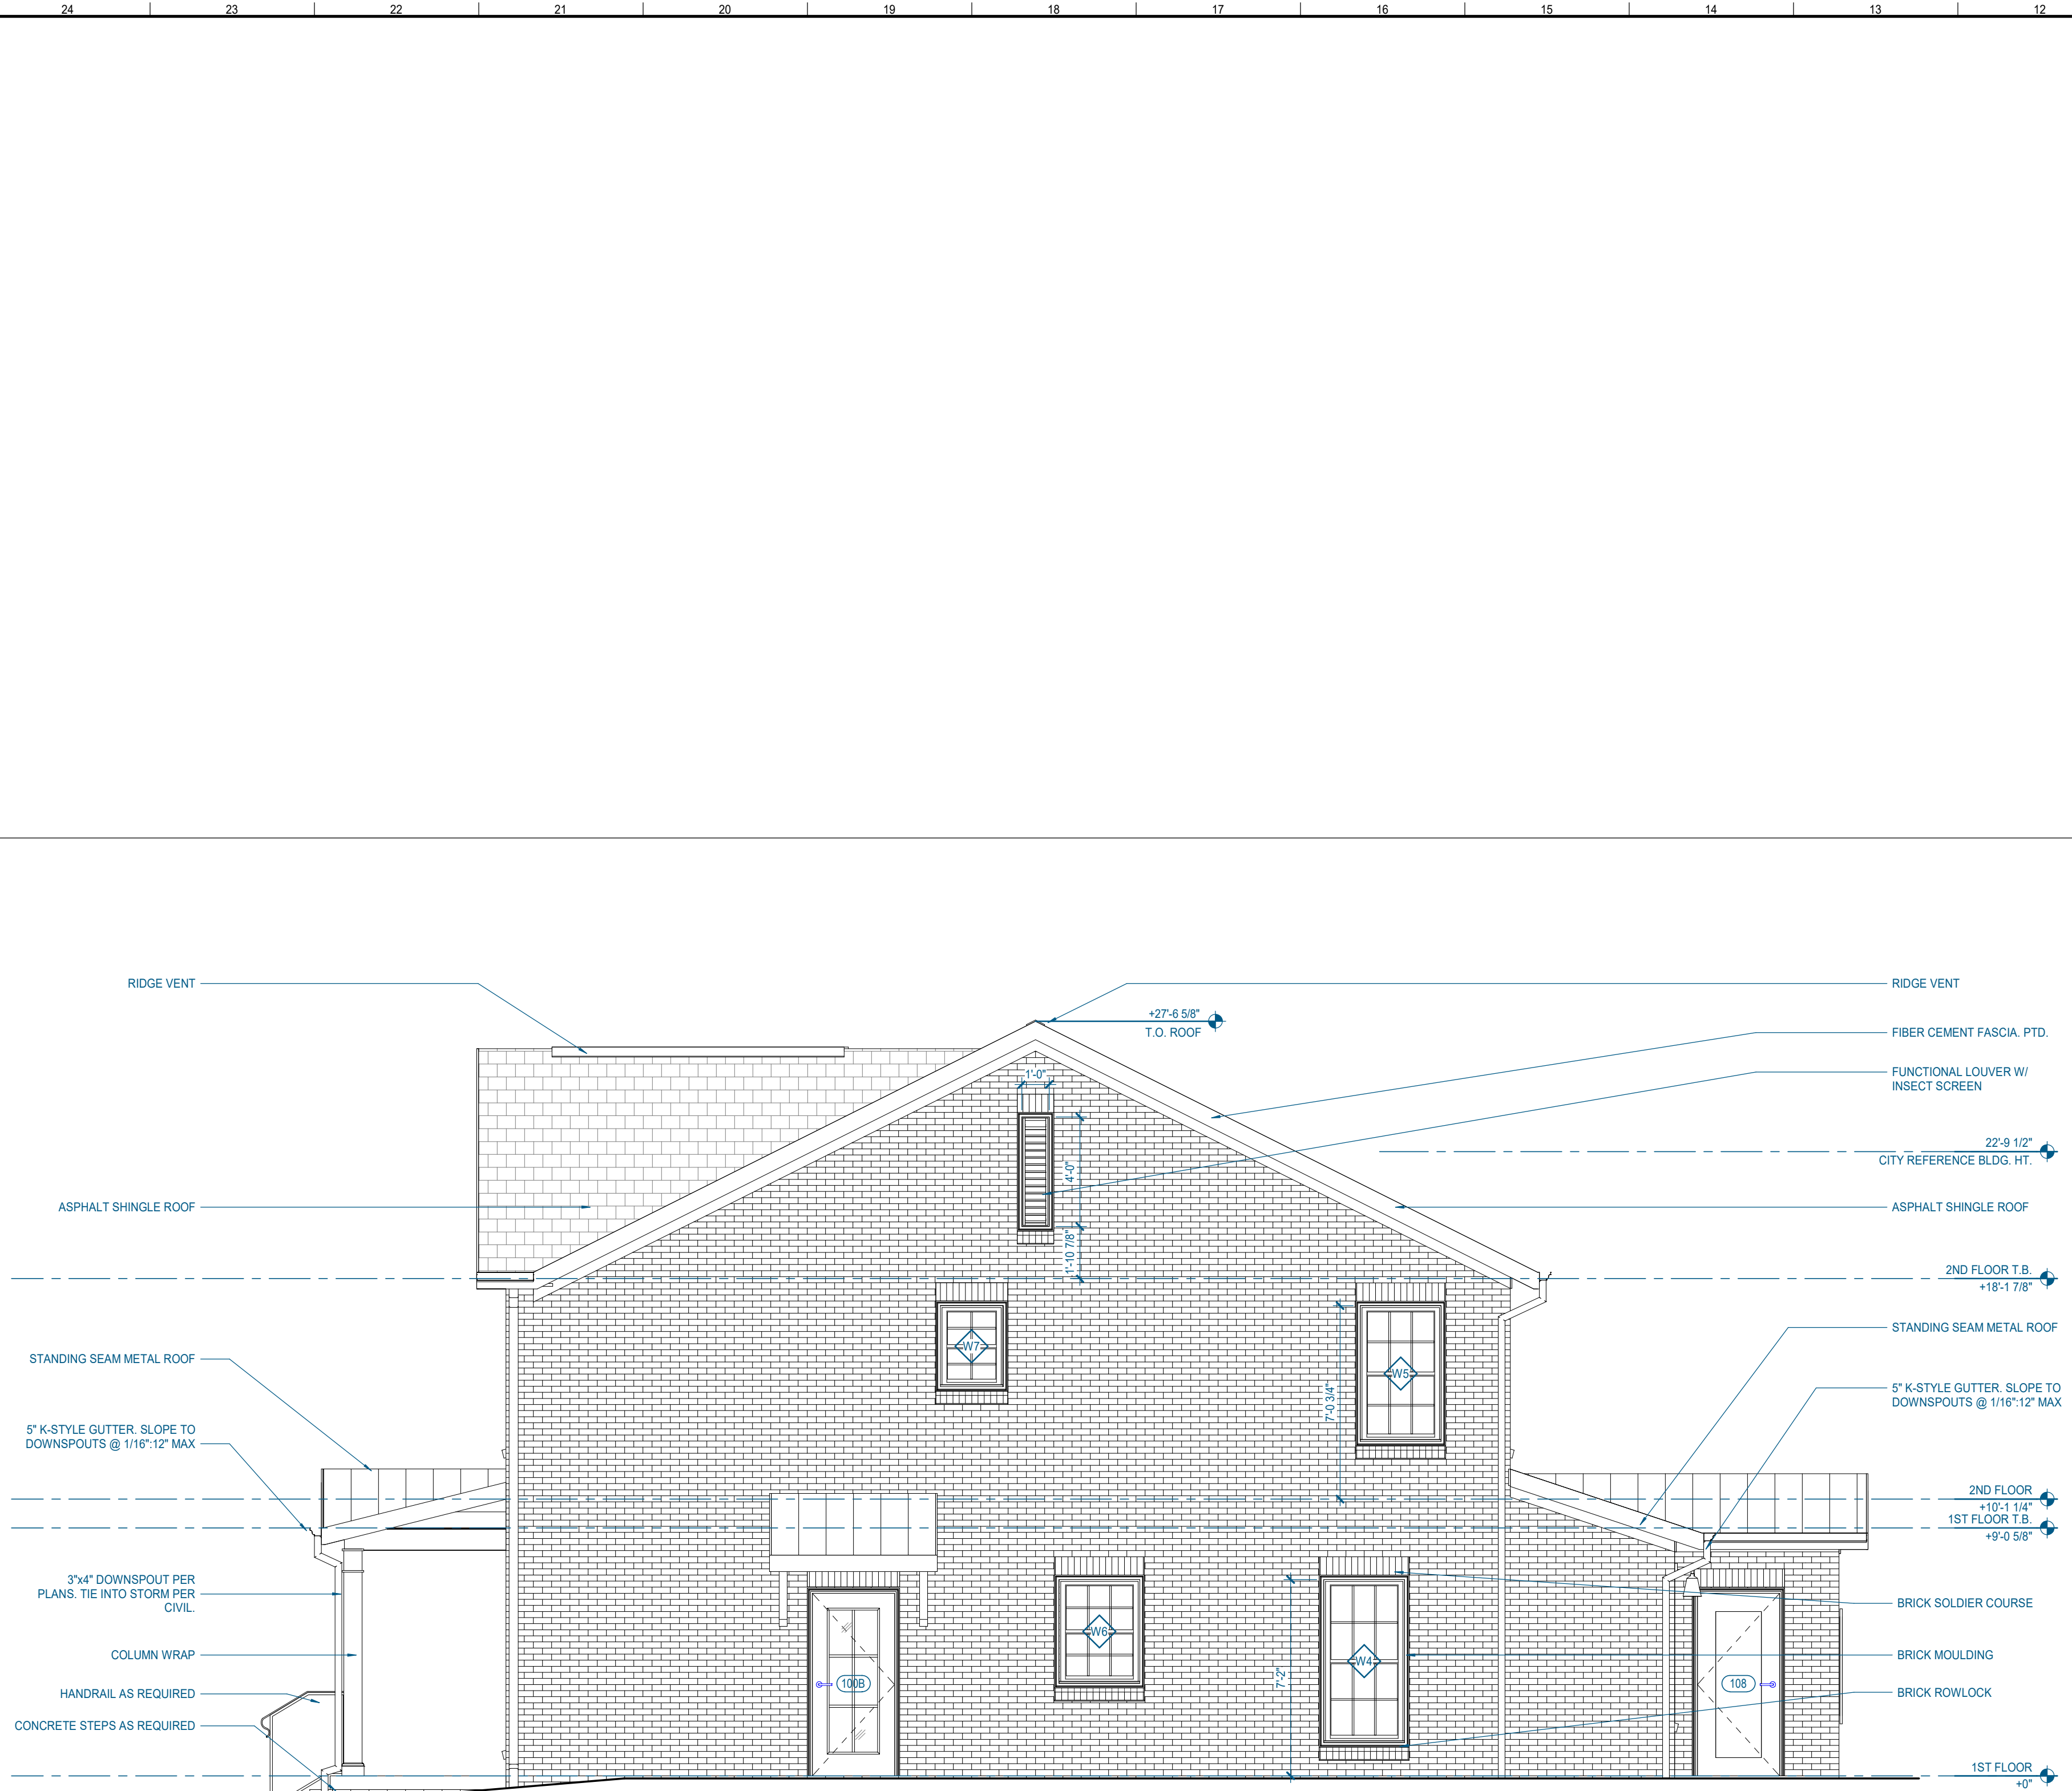 24 23 22 21 20 19 18 17 16 15 14 13 12
RIDGE VENT
RIDGE VENT
+27'-6 5/8"
T.O. ROOF
FIBER CEMENT FASCIA. PTD.
FUNCTIONAL LOUVER W/
INSECT SCREEN
1'-0"
22'-9 1/2"
CITY REFERENCE BLDG. HT.
4'-0"
ASPHALT SHINGLE ROOF
ASPHALT SHINGLE ROOF
1'-10 7/8"
2ND FLOOR T.B.
+18'-1 7/8"
STANDING SEAM METAL ROOF
W7
STANDING SEAM METAL ROOF
W5
7'-0 3/4"
5" K-STYLE GUTTER. SLOPE TO
DOWNSPOUTS @ 1/16":12" MAX
5" K-STYLE GUTTER. SLOPE TO
DOWNSPOUTS @ 1/16":12" MAX
2ND FLOOR
+10'-1 1/4"
1ST FLOOR T.B.
+9'-0 5/8"
3"x4" DOWNSPOUT PER
PLANS. TIE INTO STORM PER
CIVIL.
BRICK SOLDIER COURSE
W6
COLUMN WRAP
W4
BRICK MOULDING
7'-2"
100B
108
HANDRAIL AS REQUIRED
BRICK ROWLOCK
CONCRETE STEPS AS REQUIRED
1ST FLOOR
+0"